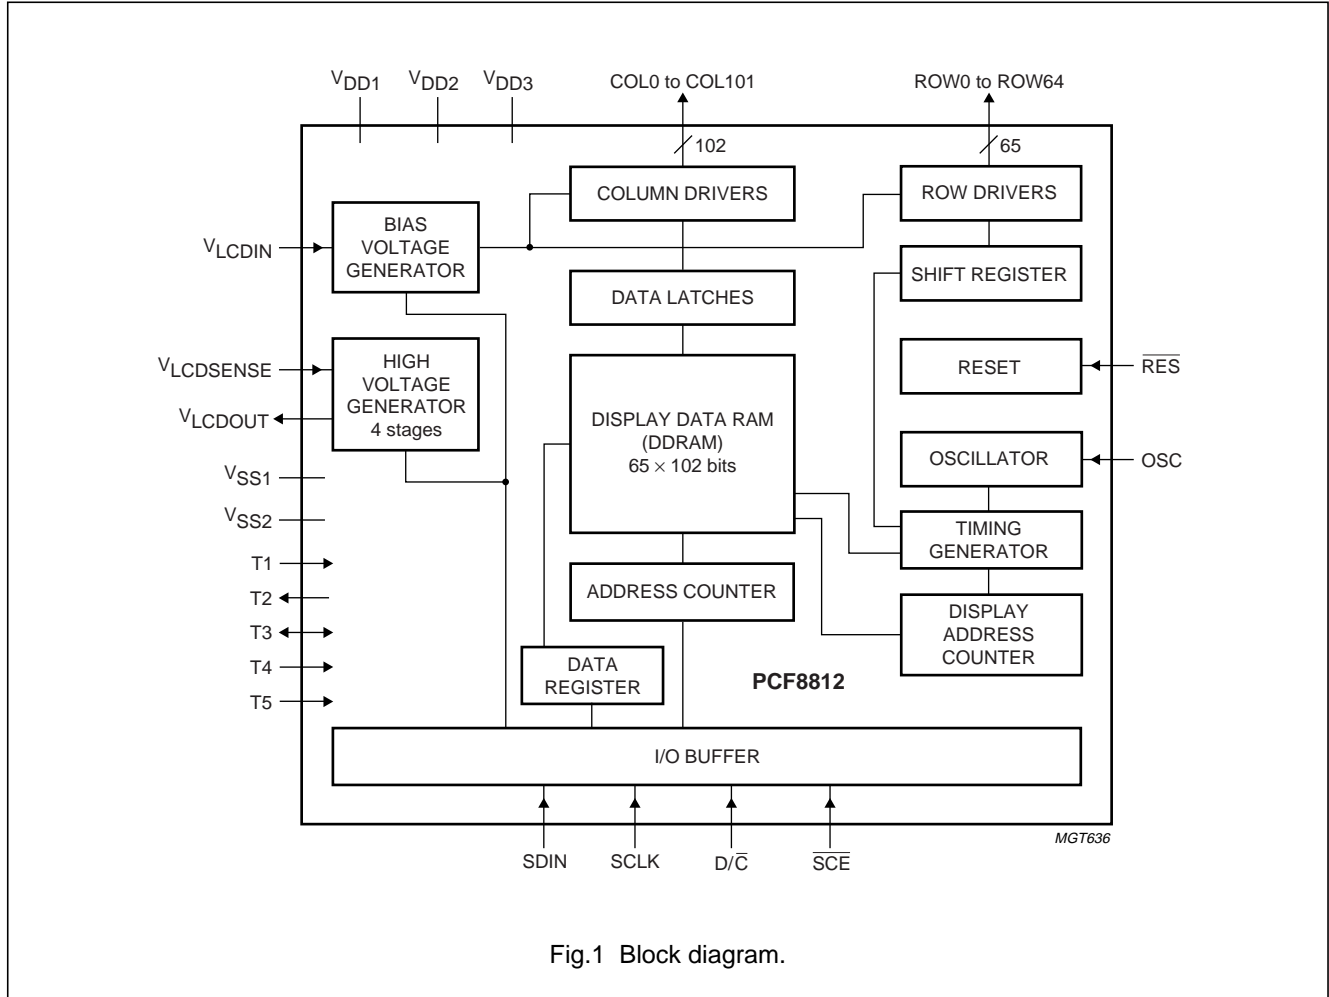 VDD1 VDD2 VDD3 COL0 to COL101 ROW0 to ROW64
102 65
COLUMN DRIVERS
ROW DRIVERS
BIAS
VOLTAGE
GENERATOR
VLCDIN
SHIFT REGISTER
DATA LATCHES
VLCDSENSE
VLCDOUT
HIGH
VOLTAGE
GENERATOR
4 stages
RESET
R̅E̅S̅
DISPLAY DATA RAM
(DDRAM)
65 × 102 bits
OSCILLATOR
OSC
VSS1
VSS2
TIMING
GENERATOR
T1
T2
T3
T4
T5
ADDRESS COUNTER
DISPLAY
ADDRESS
COUNTER
DATA
REGISTER
PCF8812
I/O BUFFER
SDIN SCLK D/C̅ S̅C̅E̅
MGT636
Fig.1 Block diagram.